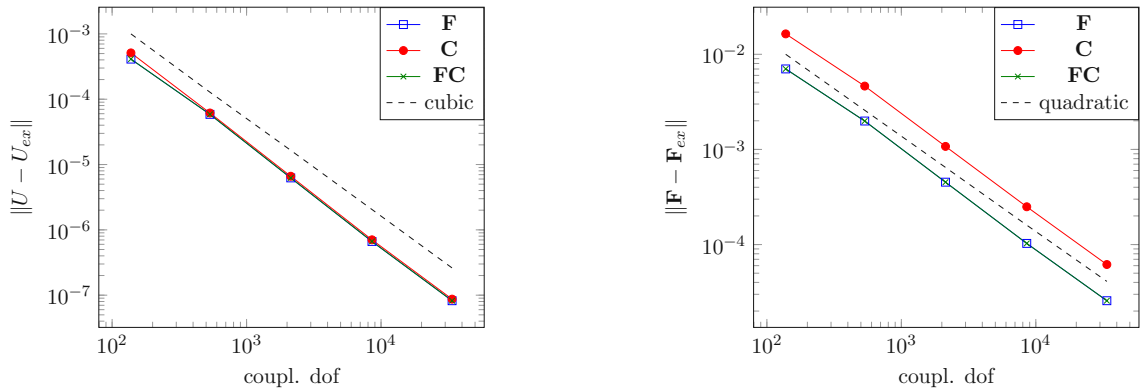 10^{-3}
10^{-4}
10^{-5}
10^{-6}
10^{-7}
||U − U_{ex}||
F
C
FC
cubic
10^2
10^3
10^4
coupl. dof
10^{-2}
10^{-3}
10^{-4}
||F − F_{ex}||
F
C
FC
quadratic
10^2
10^3
10^4
coupl. dof